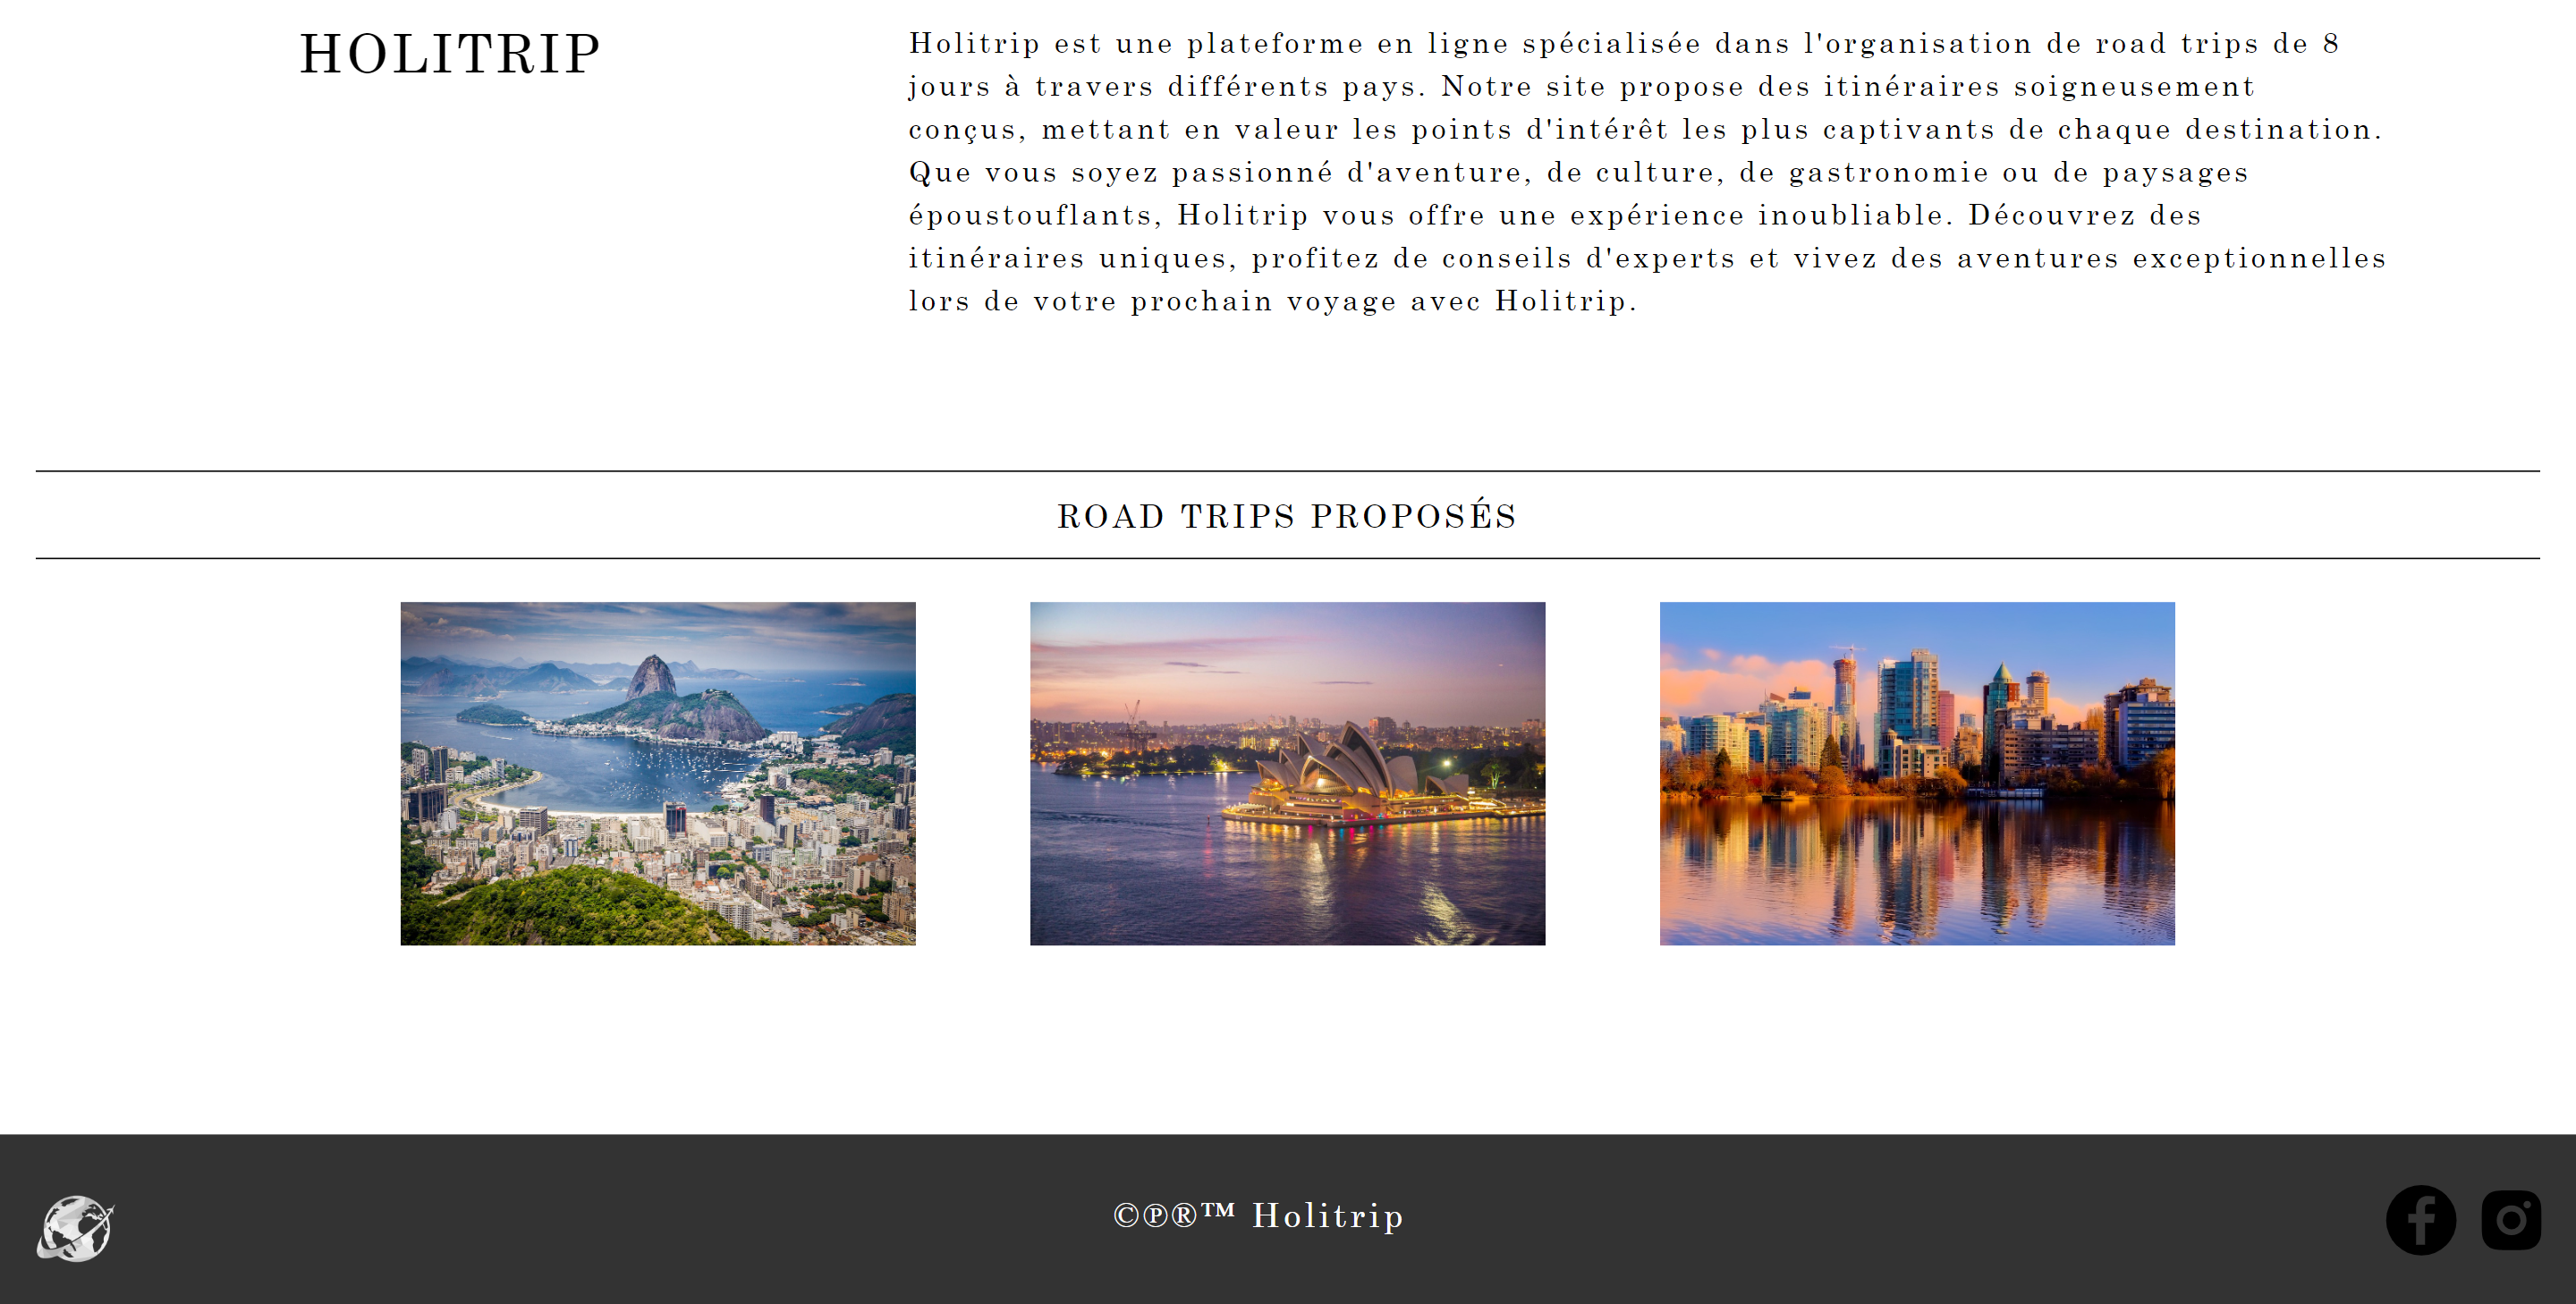 HOLITRIP
Holitrip est une plateforme en ligne spécialisée dans l'organisation de road trips de 8
jours à travers différents pays. Notre site propose des itinéraires soigneusement
conçus, mettant en valeur les points d'intérêt les plus captivants de chaque destination.
Que vous soyez passionné d'aventure, de culture, de gastronomie ou de paysages
époustouflants, Holitrip vous offre une expérience inoubliable. Découvrez des
itinéraires uniques, profitez de conseils d'experts et vivez des aventures exceptionnelles
lors de votre prochain voyage avec Holitrip.
ROAD TRIPS PROPOSÉS
©℗®™ Holitrip